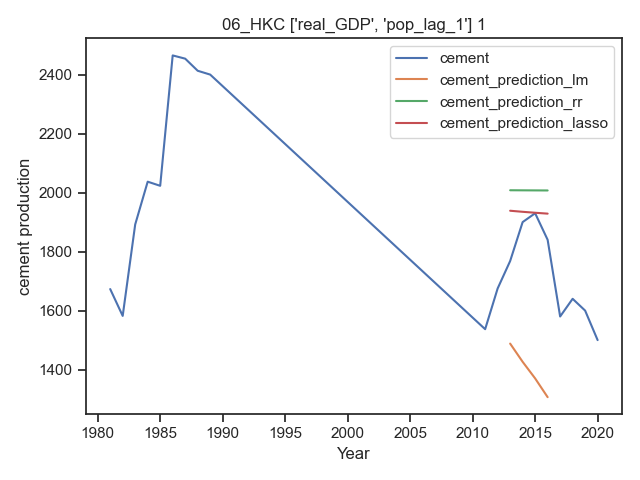 06_HKC ['real_GDP', 'pop_lag_1'] 1
cement
cement_prediction_lm
cement_prediction_rr
cement_prediction_lasso
cement production
2400
2200
2000
1800
1600
1400
1980 1985 1990 1995 2000 2005 2010 2015 2020
Year